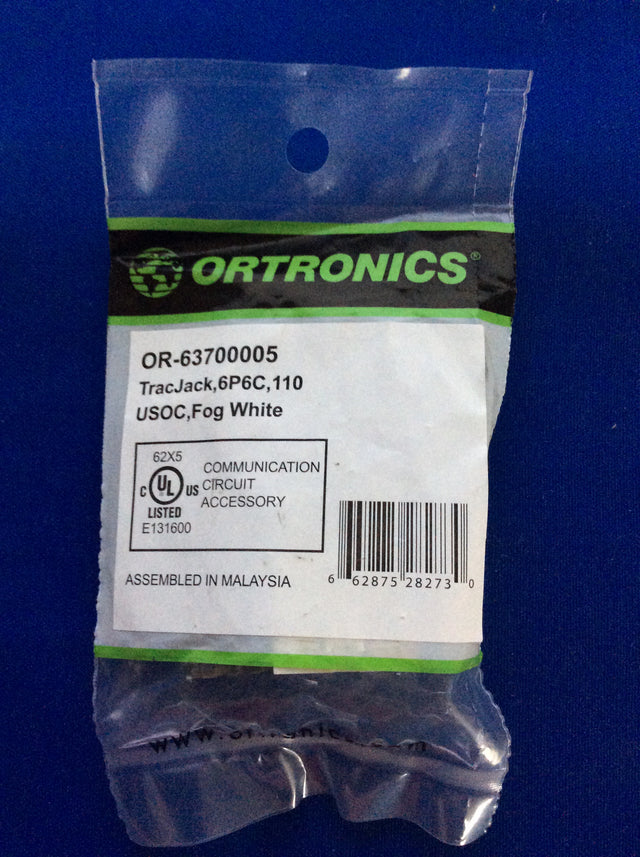 ORTRONICS®
OR-63700005
TracJack,6P6C,110
USOC,Fog White
62X5
C UL US
LISTED
E131600
COMMUNICATION
CIRCUIT
ACCESSORY
ASSEMBLED IN MALAYSIA
6 62875 28273 0